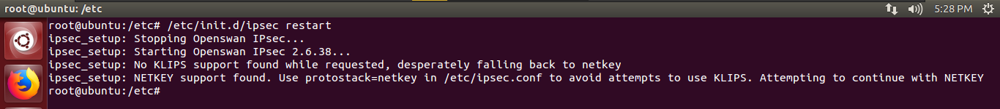 root@ubuntu: /etc
5:28 PM
root@ubuntu:/etc# /etc/init.d/ipsec restart
ipsec_setup: Stopping Openswan IPsec...
ipsec_setup: Starting Openswan IPsec 2.6.38...
ipsec_setup: No KLIPS support found while requested, desperately falling back to netkey
ipsec_setup: NETKEY support found. Use protostack=netkey in /etc/ipsec.conf to avoid attempts to use KLIPS. Attempting to continue with NETKEY
root@ubuntu:/etc#